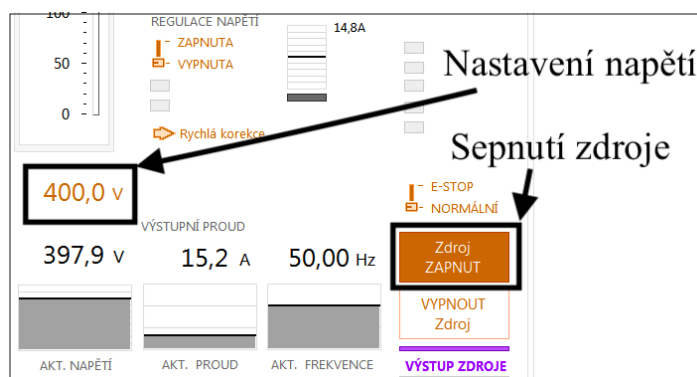 100
REGULACE NAPĚTÍ
ZAPNUTA
VYPNUTA
14,8A
50
0
Rychlá korekce
Nastavení napětí
Sepnutí zdroje
400,0 V
E-STOP
NORMÁLNÍ
VÝSTUPNÍ PROUD
397,9 V
15,2 A
50,00 Hz
Zdroj
ZAPNUT
VYPNOUT
Zdroj
AKT. NAPĚTÍ
AKT. PROUD
AKT. FREKVENCE
VÝSTUP ZDROJE